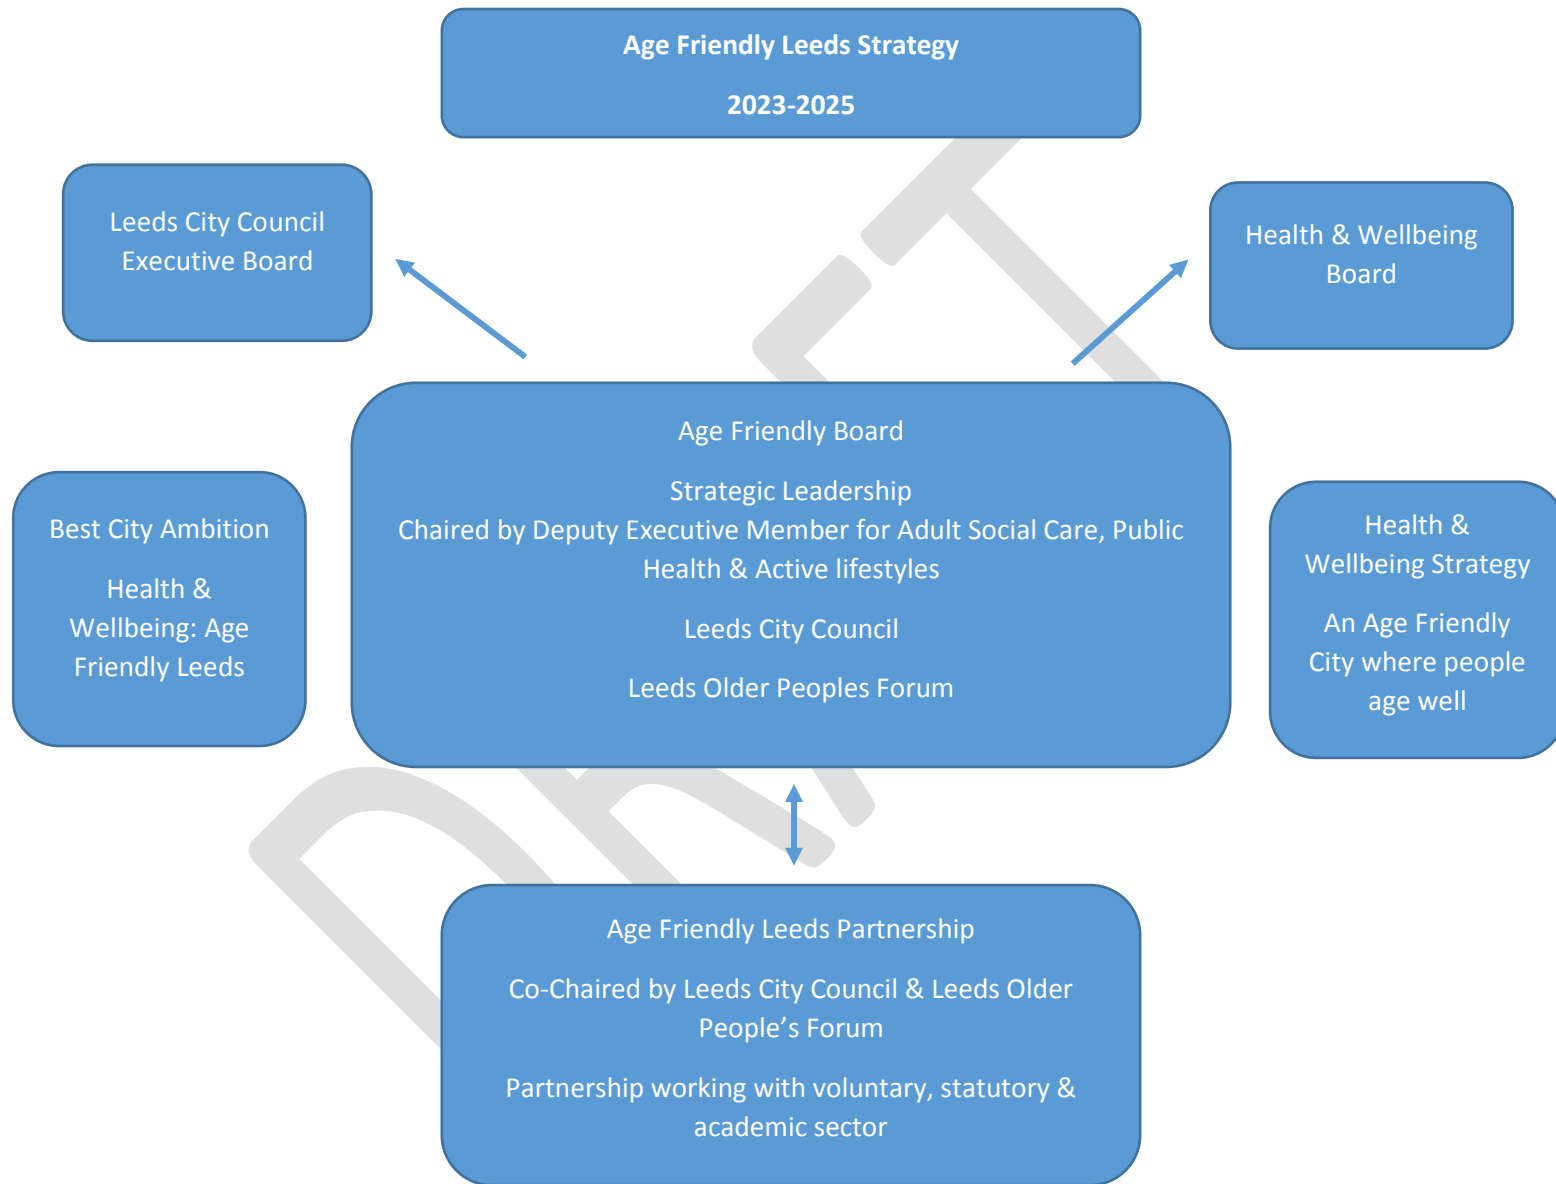 Age Friendly Leeds Strategy
2023-2025
Leeds City Council
Executive Board
Health & Wellbeing
Board
Age Friendly Board
Strategic Leadership
Chaired by Deputy Executive Member for Adult Social Care, Public
Health & Active lifestyles
Leeds City Council
Leeds Older Peoples Forum
Best City Ambition
Health &
Wellbeing: Age
Friendly Leeds
Health &
Wellbeing Strategy
An Age Friendly
City where people
age well
Age Friendly Leeds Partnership
Co-Chaired by Leeds City Council & Leeds Older
People’s Forum
Partnership working with voluntary, statutory &
academic sector
DRAFT